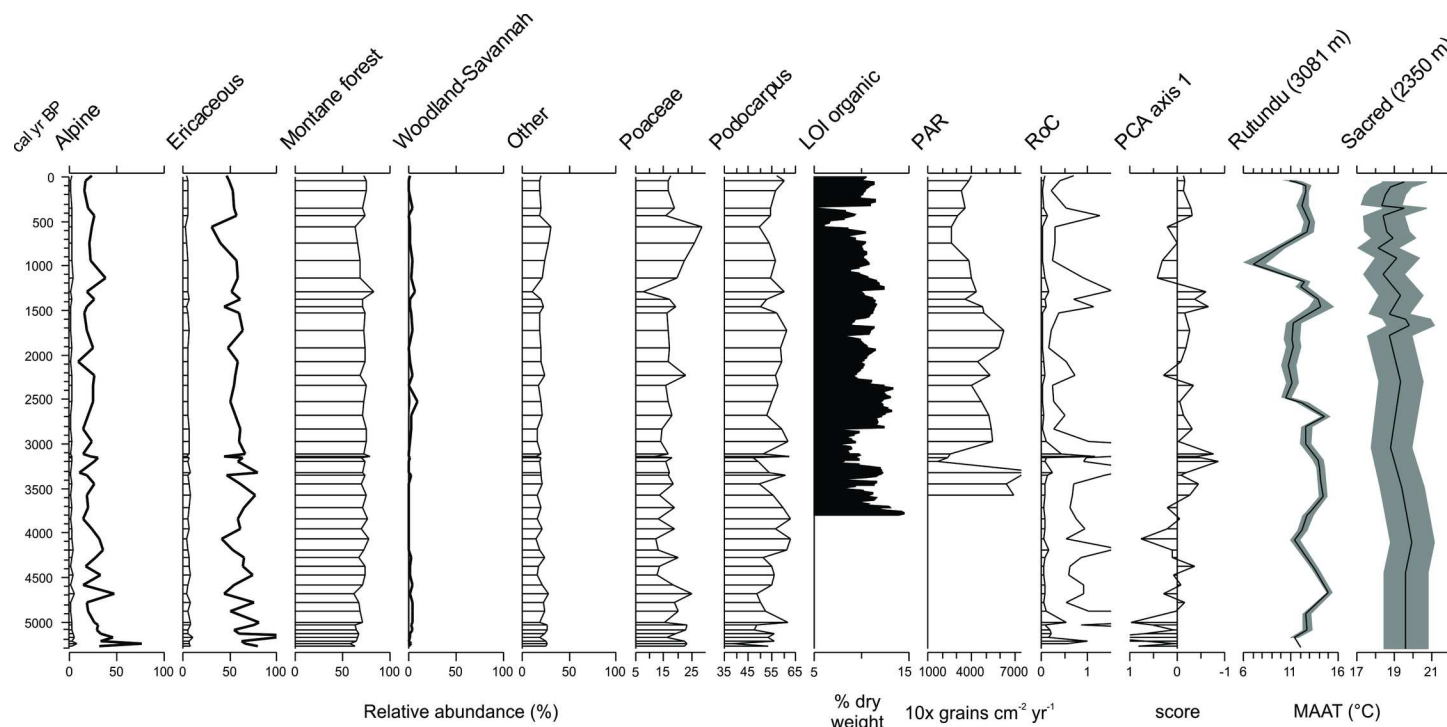 cal yr BP
Alpine
Ericaceous
Montane forest
Woodland-Savannah
Other
Poaceae
Podocarpus
LOI organic
PAR
RoC
PCA axis 1
Rutundu (3081 m)
Sacred (2350 m)
0
500
1000
1500
2000
2500
3000
3500
4000
4500
5000
0 50 100 0 50 100 0 50 100 0 50 100 0 50 100 5 15 25 35 45 55 65 5 15 1000 4000 7000 0 1 1 0 -1 6 11 16 17 19 21
Relative abundance (%)
% dry
weight
10x grains cm⁻² yr⁻¹
score
MAAT (°C)